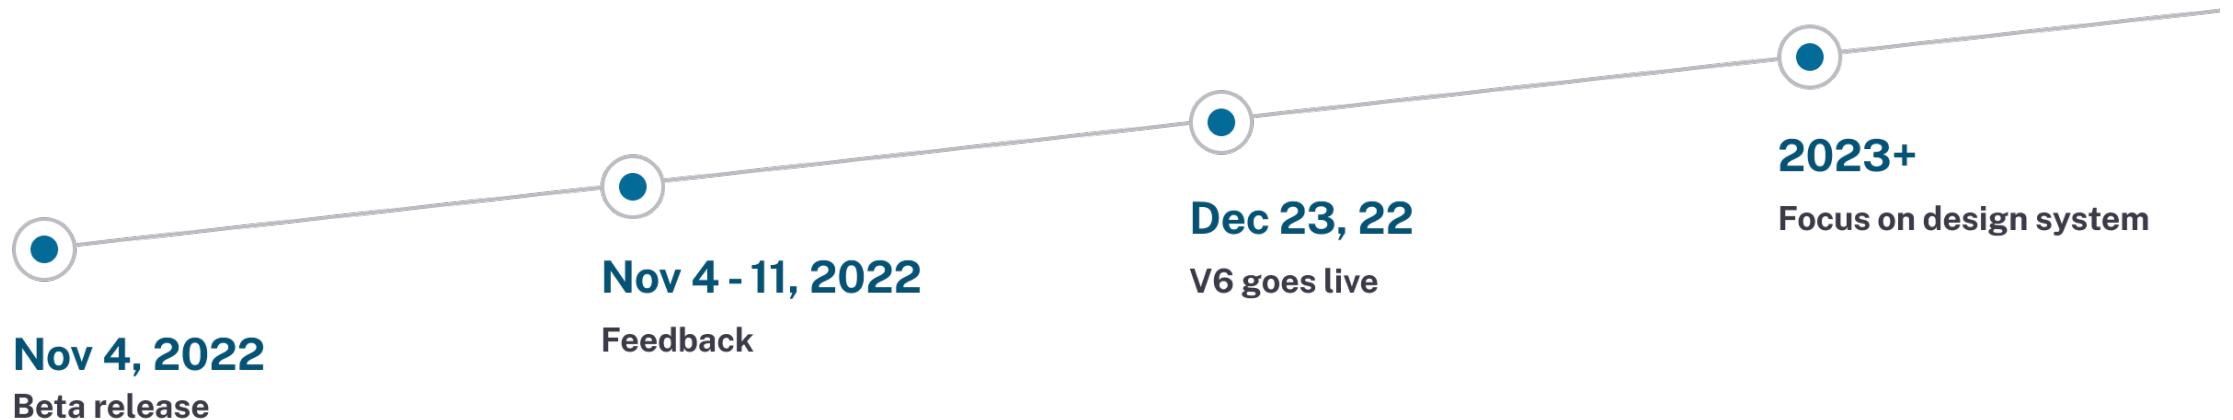 Nov 4, 2022
Beta release
Nov 4 - 11, 2022
Feedback
Dec 23, 22
V6 goes live
2023+
Focus on design system